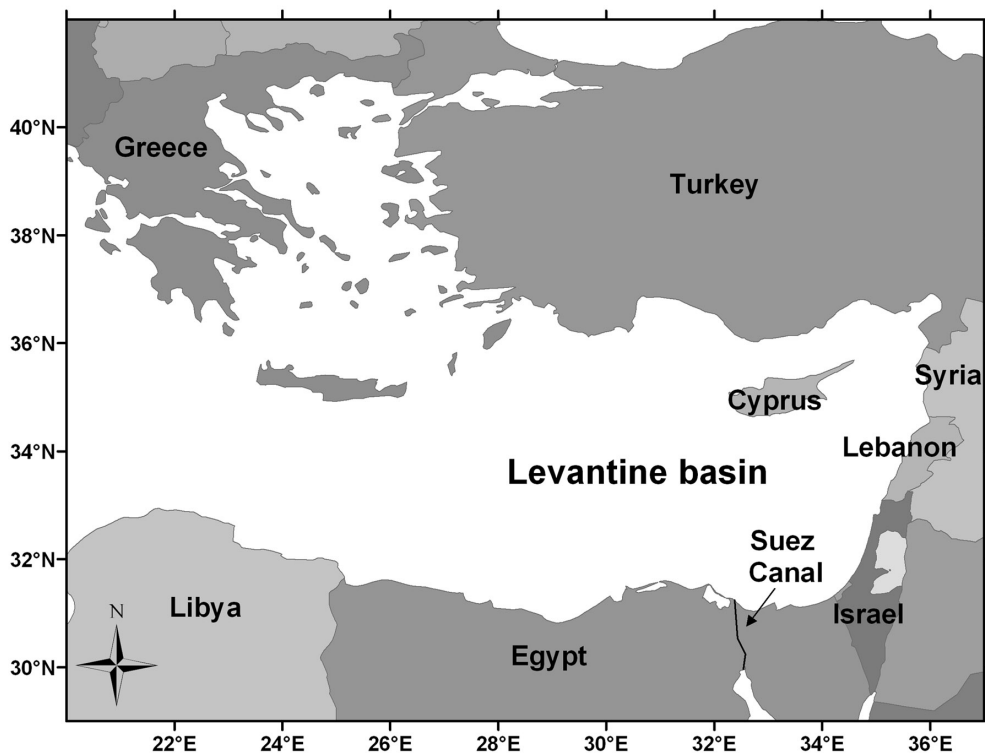 40°N
38°N
36°N
34°N
32°N
30°N
Greece
Turkey
Syria
Cyprus
Lebanon
Levantine basin
Suez
Canal
Libya
N
Israel
Egypt
22°E
24°E
26°E
28°E
30°E
32°E
34°E
36°E